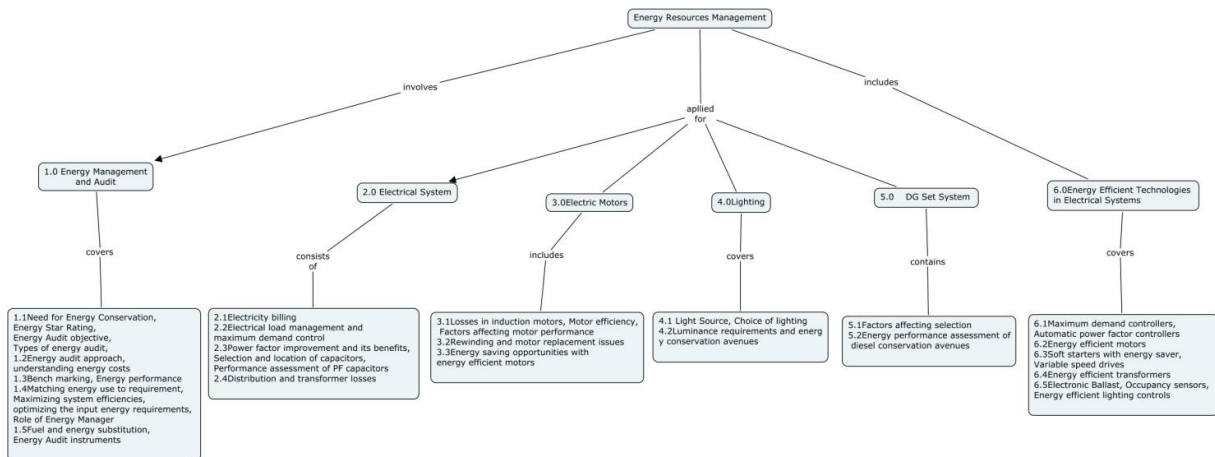 Energy Resources Management
involves
apllied
for
includes
1.0 Energy Management
and Audit
2.0 Electrical System
3.0Electric Motors
4.0Lighting
5.0 DG Set System
6.0Energy Efficient Technologies
in Electrical Systems
covers
consists
of
includes
covers
contains
covers
1.1Need for Energy Conservation,
Energy Star Rating,
Energy Audit objective,
Types of energy audit,
1.2Energy audit approach,
understanding energy costs
1.3Bench marking, Energy performance
1.4Matching energy use to requirement,
Maximizing system efficiencies,
optimizing the input energy requirements,
Role of Energy Manager
1.5Fuel and energy substitution,
Energy Audit instruments
2.1Electricity billing
2.2Electrical load management and
maximum demand control
2.3Power factor improvement and its benefits,
Selection and location of capacitors,
Performance assessment of PF capacitors
2.4Distribution and transformer losses
3.1Losses in induction motors, Motor efficiency,
Factors affecting motor performance
3.2Rewinding and motor replacement issues
3.3Energy saving opportunities with
energy efficient motors
4.1 Light Source, Choice of lighting
4.2Luminance requirements and energ
y conservation avenues
5.1Factors affecting selection
5.2Energy performance assessment of
diesel conservation avenues
6.1Maximum demand controllers,
Automatic power factor controllers
6.2Energy efficient motors
6.3Soft starters with energy saver,
Variable speed drives
6.4Energy efficient transformers
6.5Electronic Ballast, Occupancy sensors,
Energy efficient lighting controls